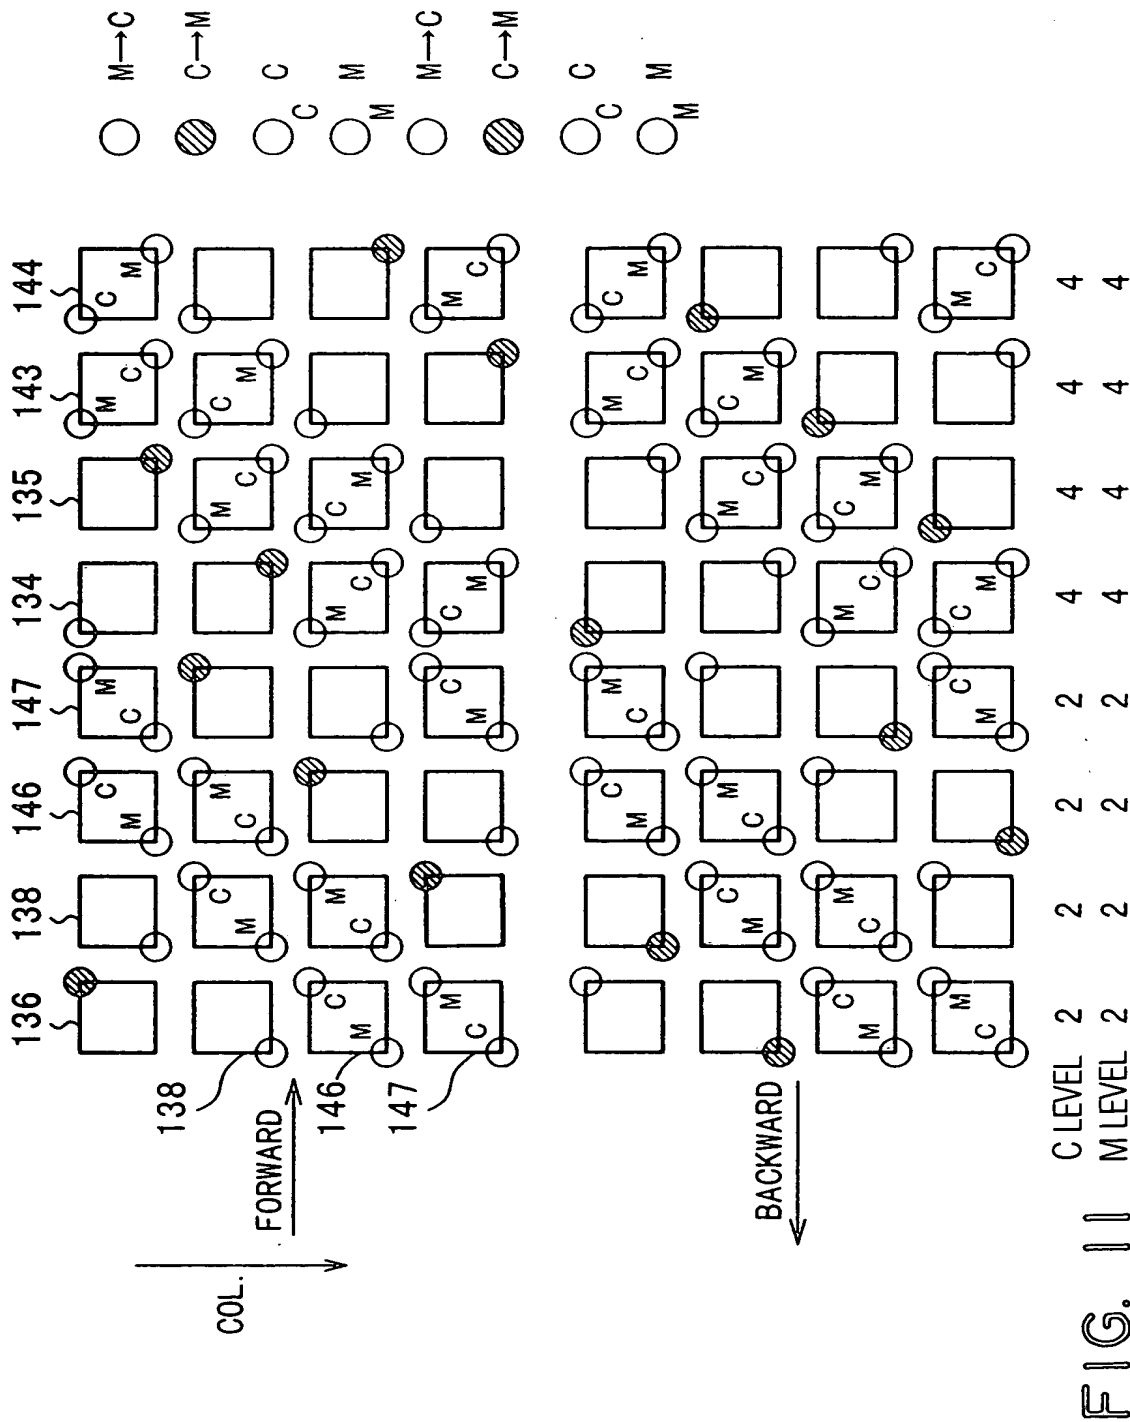 136 138 146 147 134 135 143 144
M C C M M C C M
M→C
138
M C C M M C C M
C→M
COL.
FORWARD
146
M C C M M C C M
C C
147
C M M C C M M C
M M
M→C
C→M
M C C M M C C M
C C
M C C M M C C M
M M
BACKWARD
M C C M M C C M
C M M C C M M C
C LEVEL 2 2 2 2 4 4 4 4
M LEVEL 2 2 2 2 4 4 4 4
FIG. 11